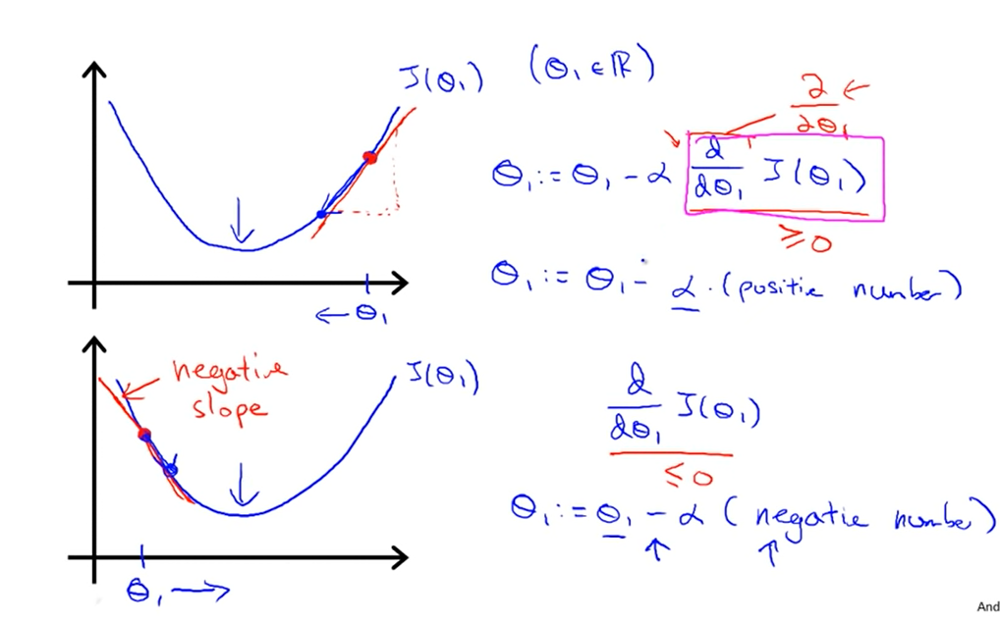 J(θ₁) (θ₁ ∈ ℝ)
∂/∂θ₁ ←
θ₁ := θ₁ - α d/dθ₁ J(θ₁)
≥ 0
θ₁ := θ₁ - α · (positive number)
← θ₁
negative
slope
J(θ₁)
d/dθ₁ J(θ₁)
≤ 0
θ₁ := θ₁ - α (negative number)
θ₁ →
And